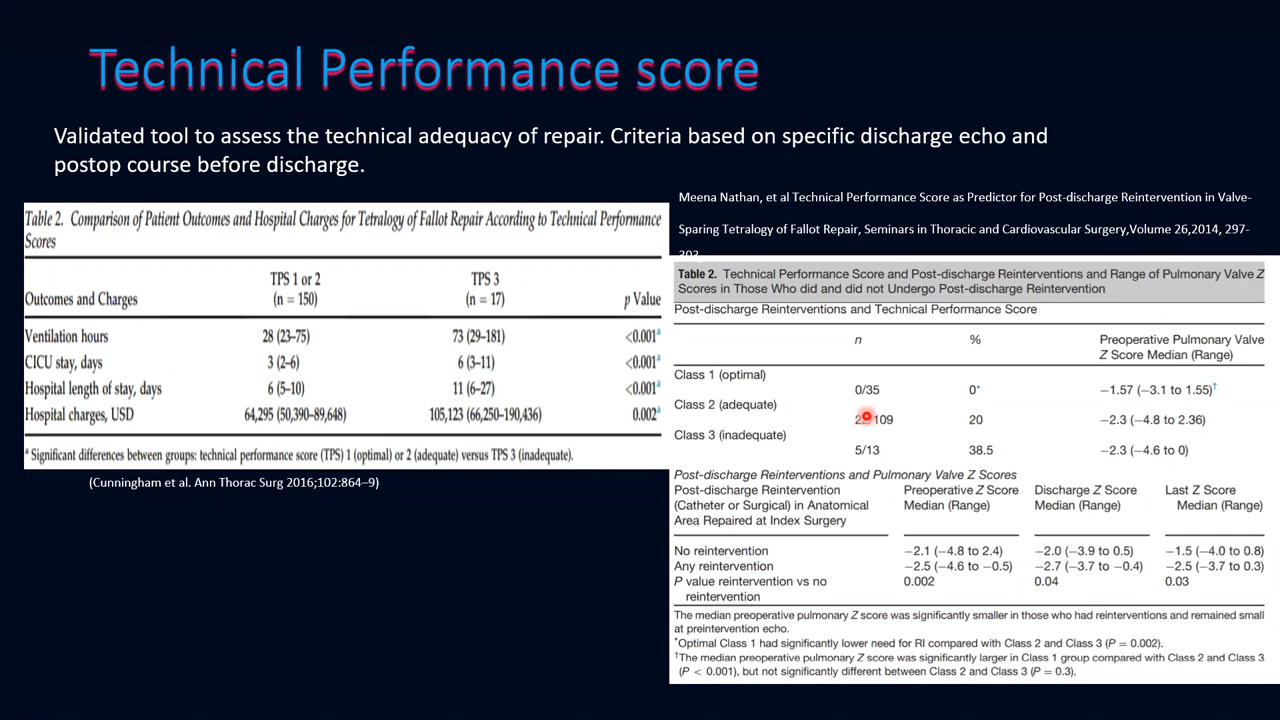 Technical Performance score
Validated tool to assess the technical adequacy of repair. Criteria based on specific discharge echo and
postop course before discharge.
Table 2. Comparison of Patient Outcomes and Hospital Charges for Tetralogy of Fallot Repair According to Technical Performance
Scores
Outcomes and Charges TPS 1 or 2 (n = 150) TPS 3 (n = 17) p Value
Ventilation hours 28 (23–75) 73 (29–181) <0.001a
CICU stay, days 3 (2–6) 6 (3–11) <0.001a
Hospital length of stay, days 6 (5–10) 11 (6–27) <0.001a
Hospital charges, USD 64,295 (50,390–89,648) 105,123 (66,250–190,436) 0.002a
a Significant differences between groups: technical performance score (TPS) 1 (optimal) or 2 (adequate) versus TPS 3 (inadequate).
(Cunningham et al. Ann Thorac Surg 2016;102:864–9)
Meena Nathan, et al Technical Performance Score as Predictor for Post-discharge Reintervention in Valve-
Sparing Tetralogy of Fallot Repair, Seminars in Thoracic and Cardiovascular Surgery,Volume 26,2014, 297-
Table 2. Technical Performance Score and Post-discharge Reinterventions and Range of Pulmonary Valve Z
Scores in Those Who did and did not Undergo Post-discharge Reintervention
Post-discharge Reinterventions and Technical Performance Score
n % Preoperative Pulmonary Valve
Z Score Median (Range)
Class 1 (optimal)
0/35 0* −1.57 (−3.1 to 1.55)†
Class 2 (adequate)
109 20 −2.3 (−4.8 to 2.36)
Class 3 (inadequate)
5/13 38.5 −2.3 (−4.6 to 0)
Post-discharge Reinterventions and Pulmonary Valve Z Scores
Post-discharge Reintervention Preoperative Z Score Discharge Z Score Last Z Score
(Catheter or Surgical) in Anatomical Median (Range) Median (Range) Median (Range)
Area Repaired at Index Surgery
No reintervention −2.1 (−4.8 to 2.4) −2.0 (−3.9 to 0.5) −1.5 (−4.0 to 0.8)
Any reintervention −2.5 (−4.6 to −0.5) −2.7 (−3.7 to −0.4) −2.5 (−3.7 to 0.3)
P value reintervention vs no 0.002 0.04 0.03
reintervention
The median preoperative pulmonary Z score was significantly smaller in those who had reinterventions and remained small
at preintervention echo.
*Optimal Class 1 had significantly lower need for RI compared with Class 2 and Class 3 (P = 0.002).
†The median preoperative pulmonary Z score was significantly larger in Class 1 group compared with Class 2 and Class 3
(P < 0.001), but not significantly different between Class 2 and Class 3 (P = 0.3).